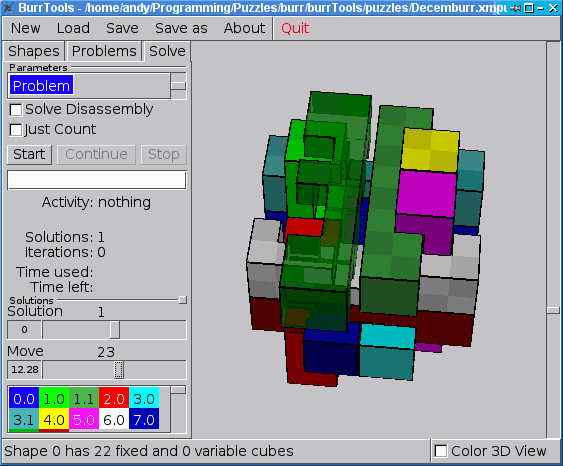 BurrTools - /home/andy/Programming/Puzzles/burr/burrTools/puzzles/Decemburr.xmpu
New Load Save Save as About Quit
Shapes Problems Solve
Parameters
Problem
Solve Disassembly
Just Count
Start Continue Stop
Activity: nothing
Solutions: 1
Iterations: 0
Time used:
Time left:
Solutions
Solution 1
0
Move 23
12.28
0.0 1.0 1.1 2.0 3.0
3.1 4.0 5.0 6.0 7.0
Shape 0 has 22 fixed and 0 variable cubes
Color 3D View